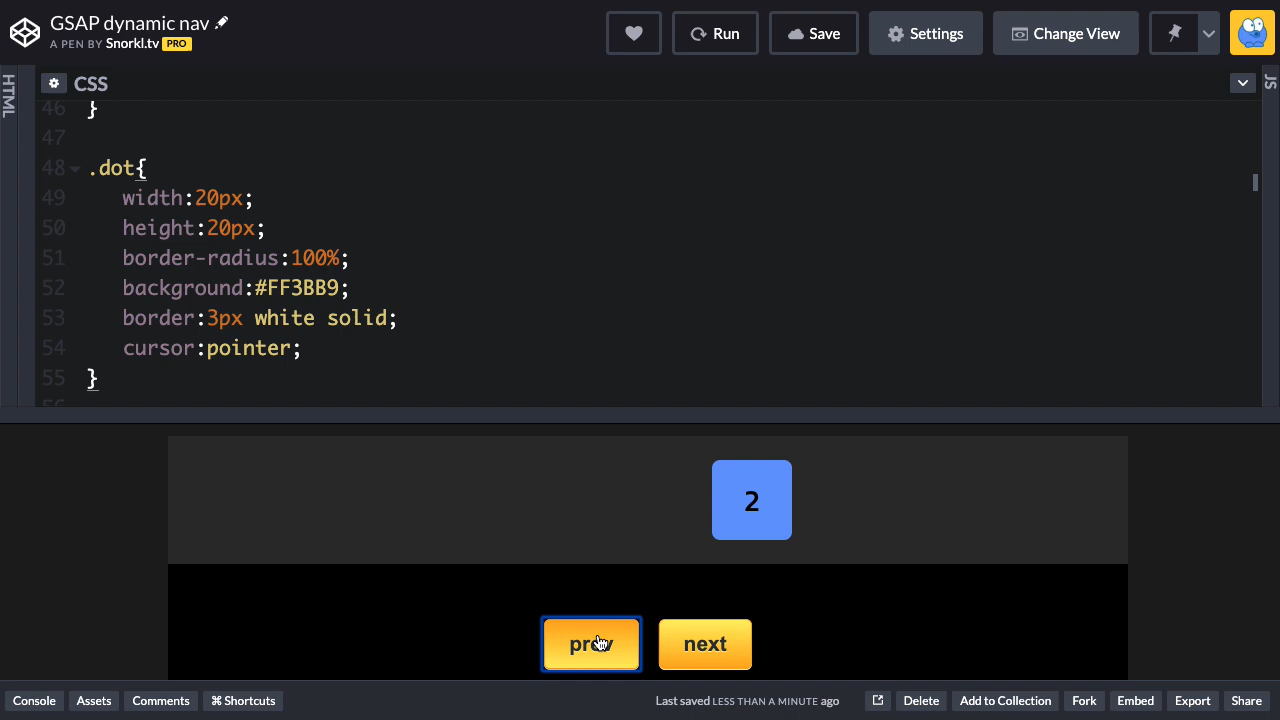 GSAP dynamic nav
A PEN BY Snorkl.tv PRO
Run
Save
Settings
Change View
HTML
CSS
JS
46 }
47
48 .dot{
49 width:20px;
50 height:20px;
51 border-radius:100%;
52 background:#FF3BB9;
53 border:3px white solid;
54 cursor:pointer;
55 }
2
prev next
Console Assets Comments ⌘ Shortcuts Last saved LESS THAN A MINUTE ago Delete Add to Collection Fork Embed Export Share